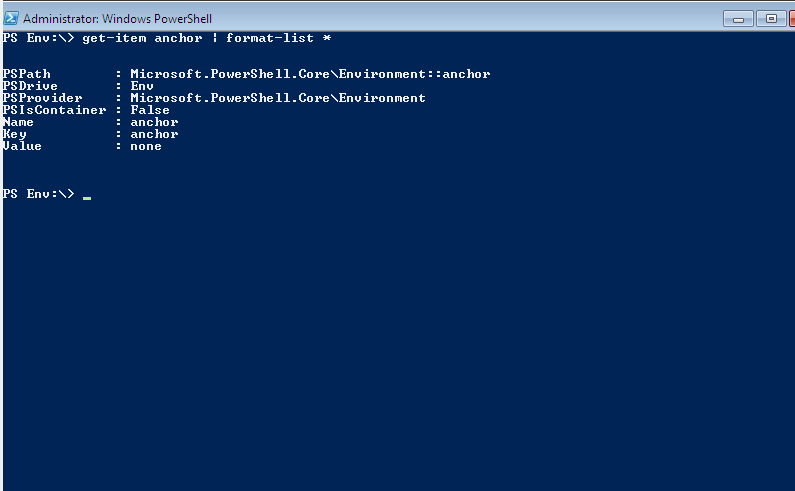 Administrator: Windows PowerShell
PS Env:\> get-item anchor | format-list *
PSPath        : Microsoft.PowerShell.Core\Environment::anchor
PSDrive       : Env
PSProvider    : Microsoft.PowerShell.Core\Environment
PSIsContainer : False
Name          : anchor
Key           : anchor
Value         : none
PS Env:\>